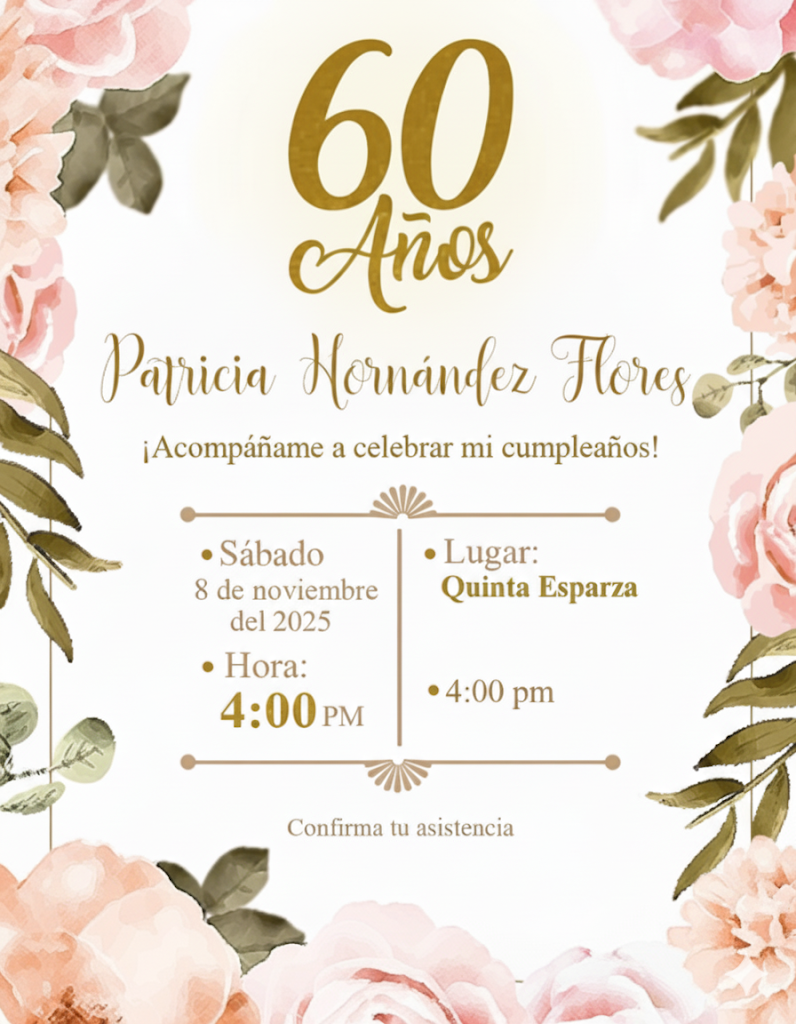 60
Años
Patricia Hornández Flores
¡Acompáñame a celebrar mi cumpleaños!
• Sábado
8 de noviembre
del 2025
• Hora:
4:00 PM
• Lugar:
Quinta Esparza
• 4:00 pm
Confirma tu asistencia